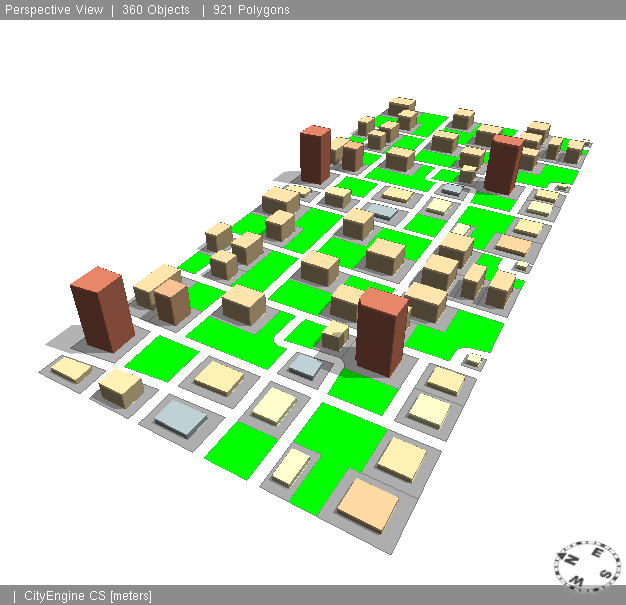 Perspective View | 360 Objects | 921 Polygons
| CityEngine CS [meters]
N E S W